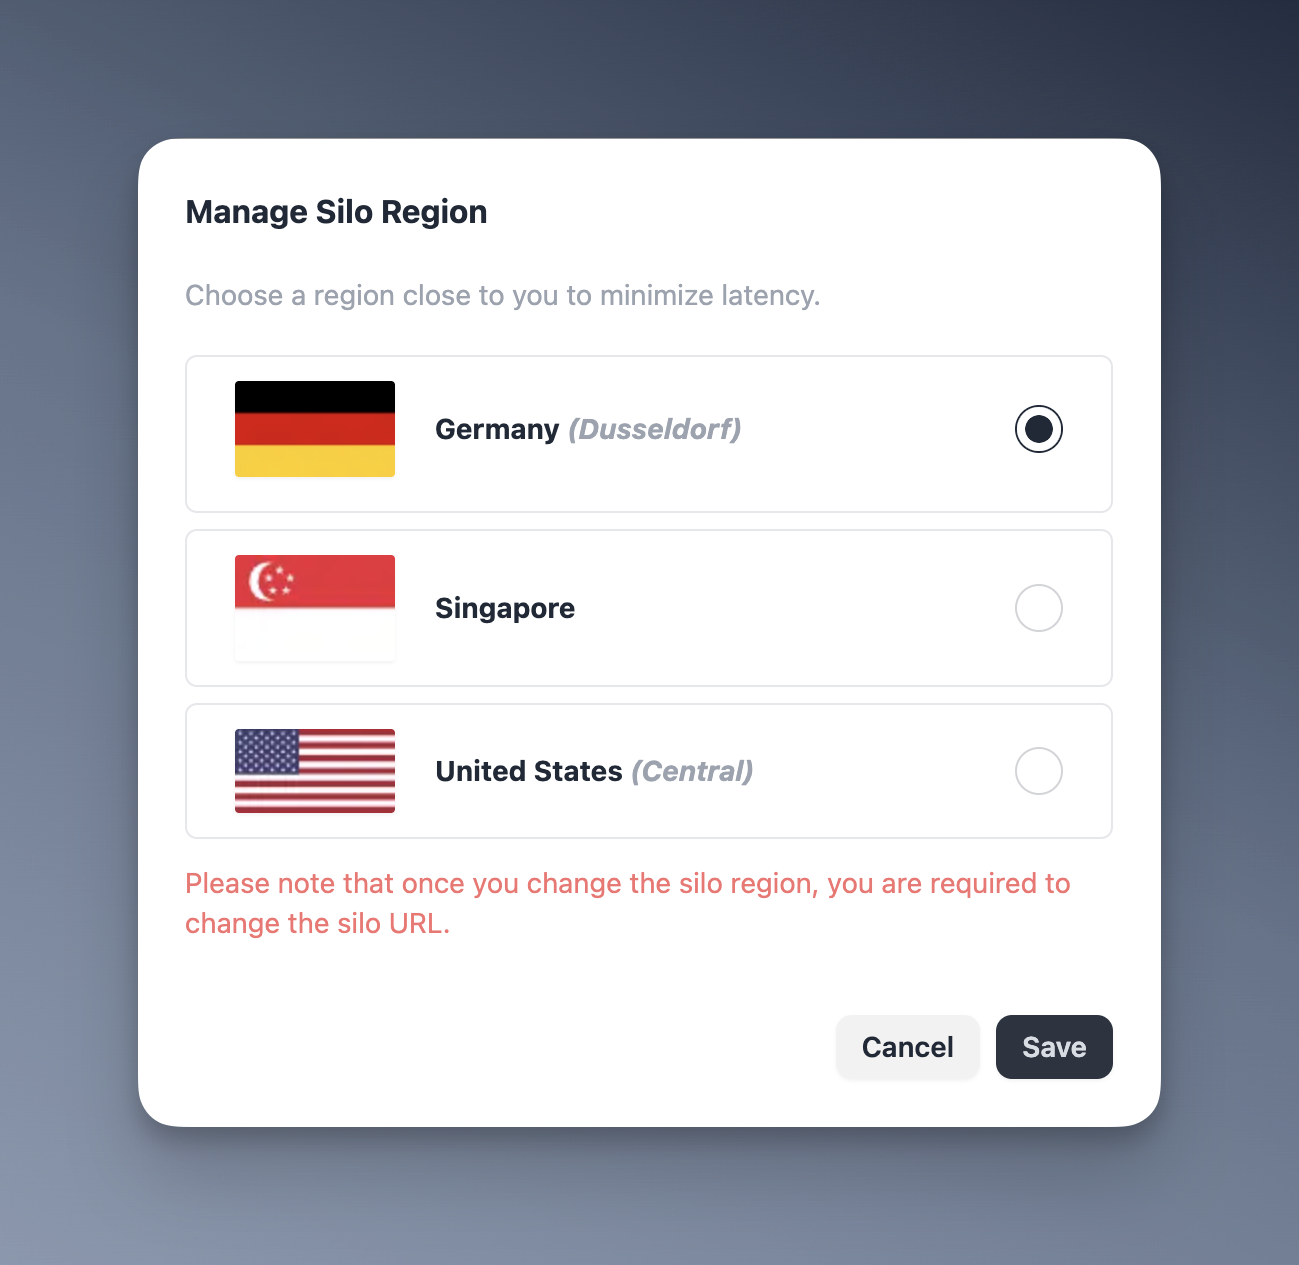 Manage Silo Region
Choose a region close to you to minimize latency.
Germany (Dusseldorf)
Singapore
United States (Central)
Please note that once you change the silo region, you are required to
change the silo URL.
Cancel
Save